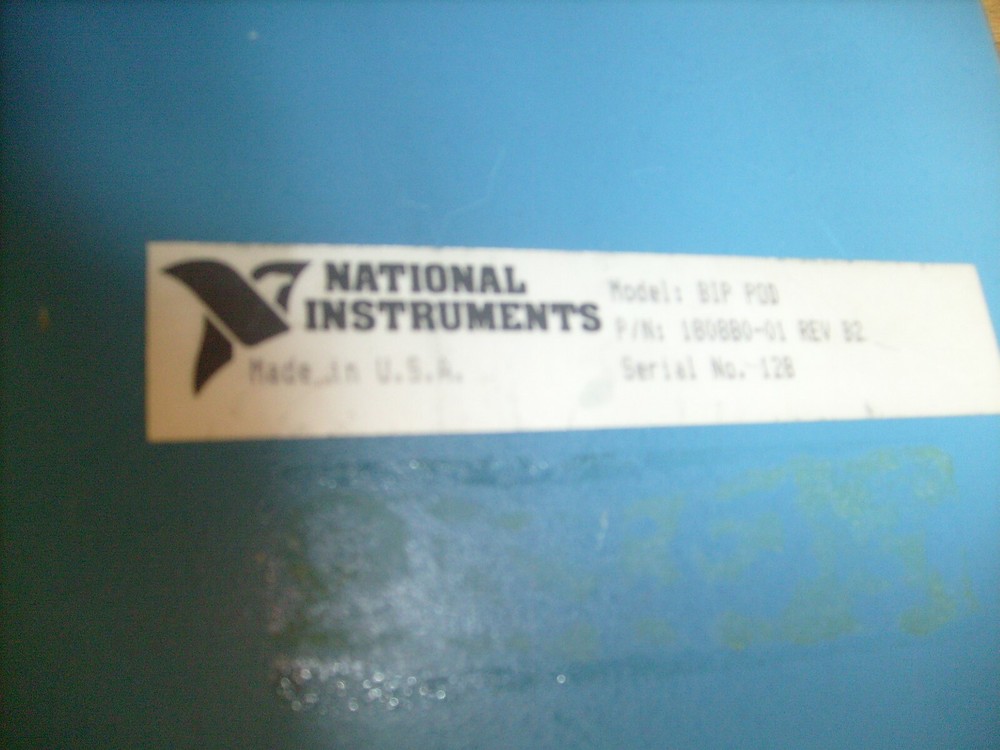 NATIONAL
INSTRUMENTS
Made in U.S.A.
Model: BIP POD
P/N: 180880-01 REV B2
Serial No. 128